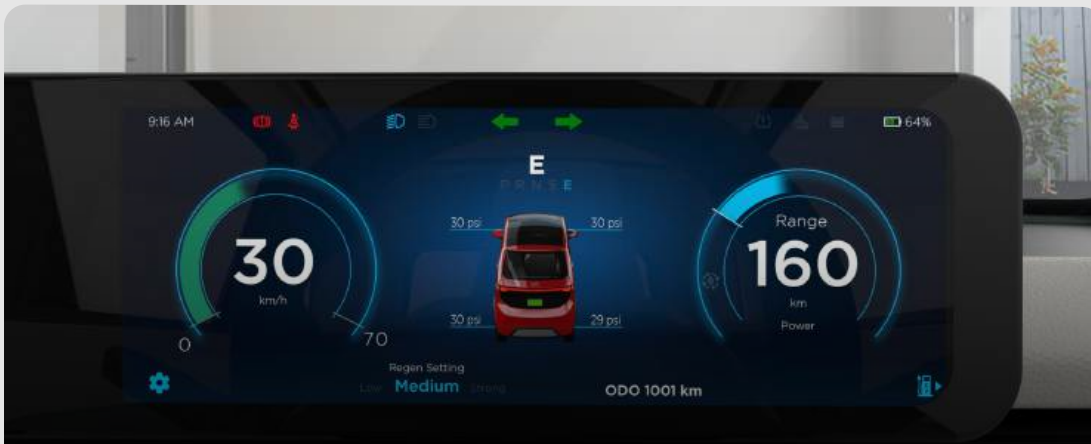 9:16 AM
64%
E
P R N S E
30 psi
30 psi
30
km/h
0
70
Range
160
km
Power
30 psi
29 psi
Regen Setting
Low Medium Strong
ODO 1001 km